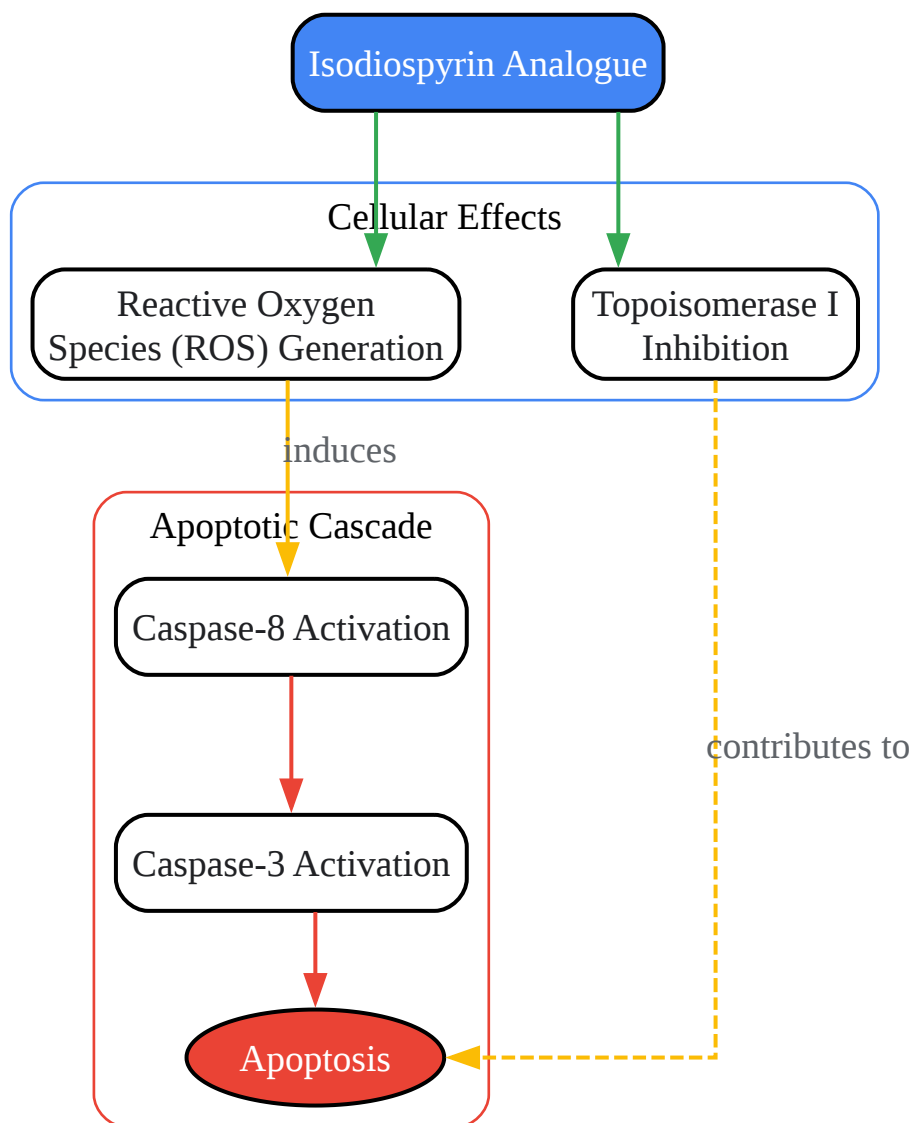 Isodiospyrin Analogue
Cellular Effects
Reactive Oxygen
Species (ROS) Generation
Topoisomerase I
Inhibition
induces
Apoptotic Cascade
Caspase-8 Activation
contributes to
Caspase-3 Activation
Apoptosis